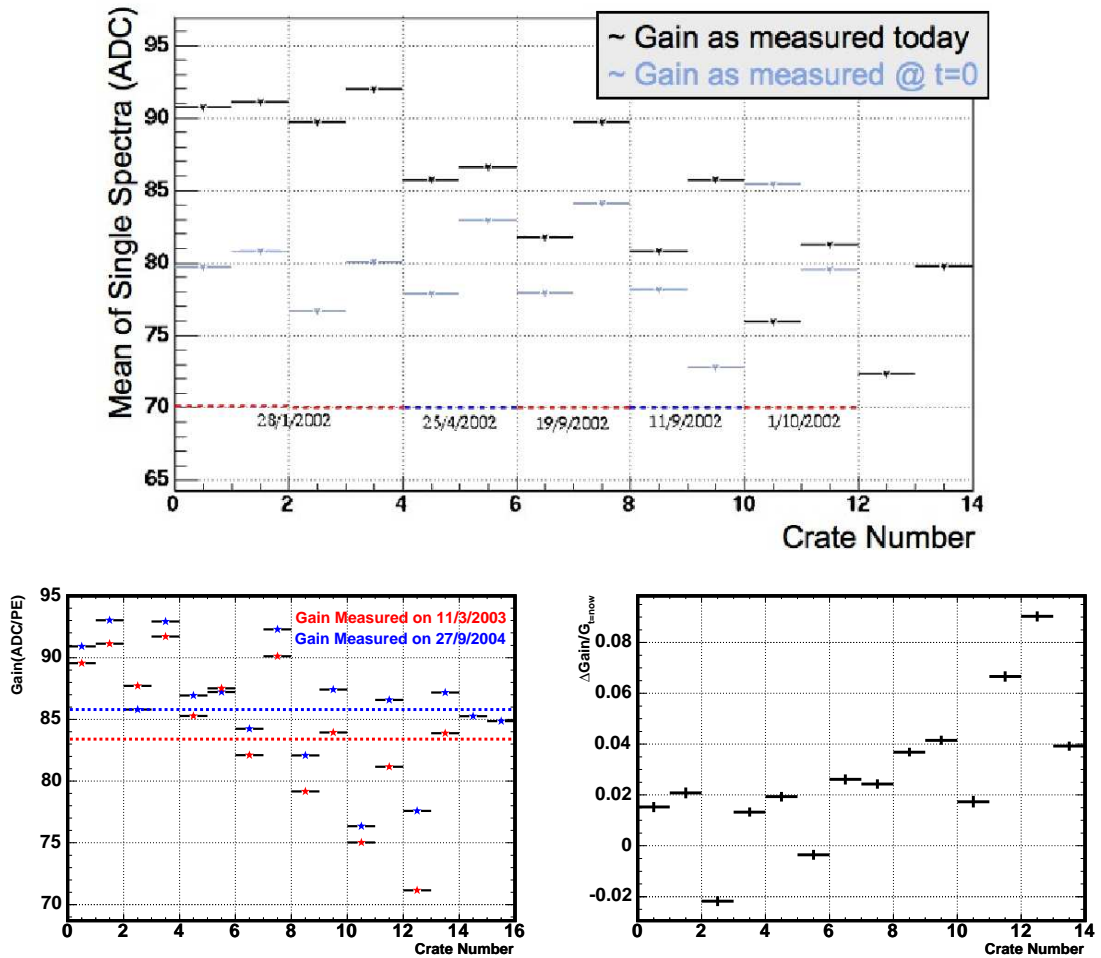 ~ Gain as measured today
~ Gain as measured @ t=0
Mean of Single Spectra (ADC)
95
90
85
80
75
70
65
28/1/2002
25/4/2002
19/9/2002
11/9/2002
1/10/2002
0 2 4 6 8 10 12 14
Crate Number
Gain(ADC/PE)
95
90
85
80
75
70
Gain Measured on 11/3/2003
Gain Measured on 27/9/2004
0 2 4 6 8 10 12 14 16
Crate Number
ΔGain/G t=now
0.08
0.06
0.04
0.02
0
-0.02
0 2 4 6 8 10 12 14
Crate Number